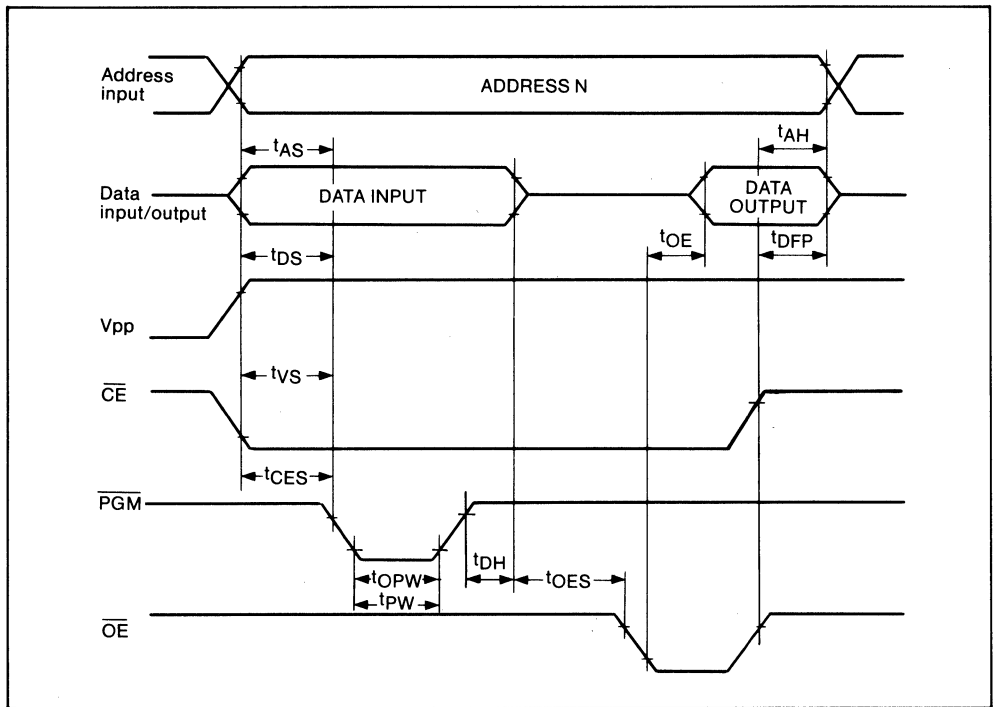 Address
input
ADDRESS N
tAS
tAH
Data
input/output
DATA INPUT
DATA
OUTPUT
tDS
tOE
tDFP
Vpp
tVS
CE
tCES
PGM
tDH
tOES
tOPW
tPW
OE